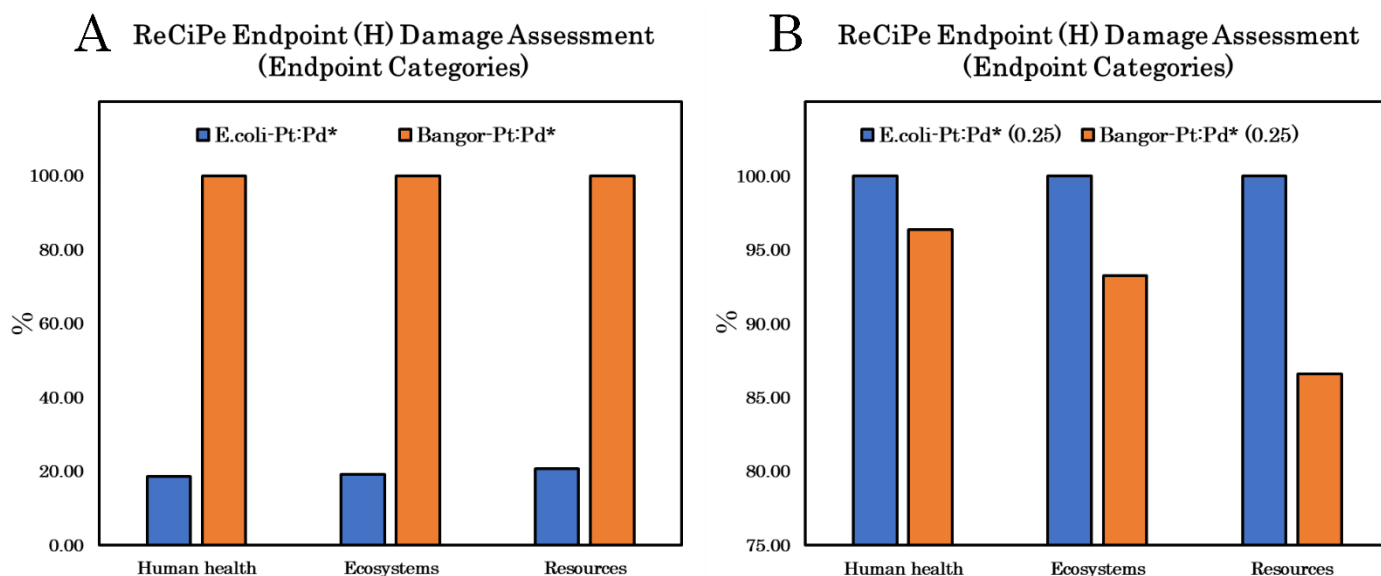 A
ReCiPe Endpoint (H) Damage Assessment
(Endpoint Categories)
E.coli-Pt:Pd* Bangor-Pt:Pd*
100.00
80.00
60.00
40.00
20.00
0.00
%
Human health Ecosystems Resources
B
ReCiPe Endpoint (H) Damage Assessment
(Endpoint Categories)
E.coli-Pt:Pd* (0.25) Bangor-Pt:Pd* (0.25)
100.00
95.00
90.00
85.00
80.00
75.00
%
Human health Ecosystems Resources